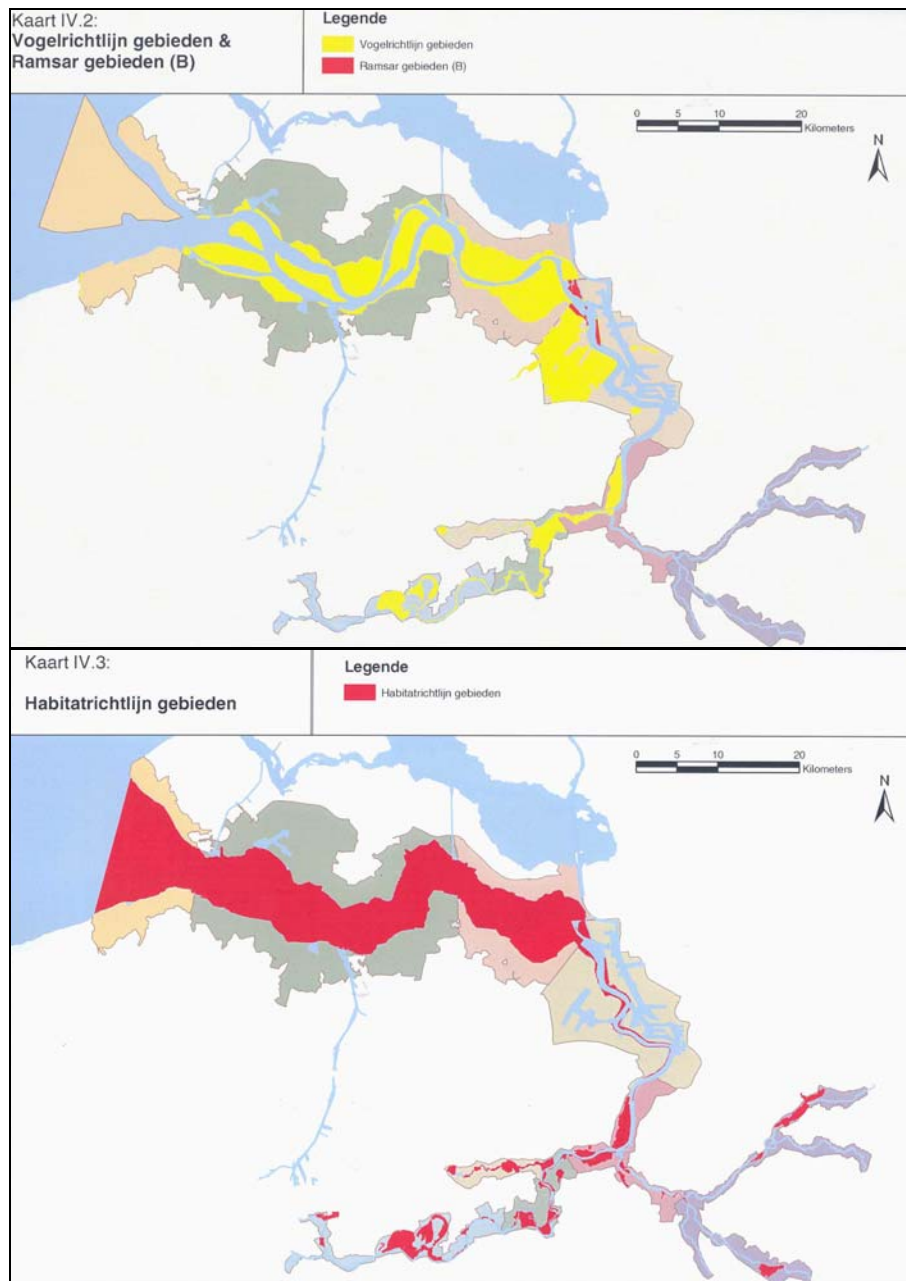 Kaart IV.2:
Vogelrichtlijn gebieden &
Ramsar gebieden (B)
Legende
Vogelrichtlijn gebieden
Ramsar gebieden (B)
0 5 10 20
Kilometers
N
Kaart IV.3:
Habitatrichtlijn gebieden
Legende
Habitatrichtlijn gebieden
0 5 10 20
Kilometers
N